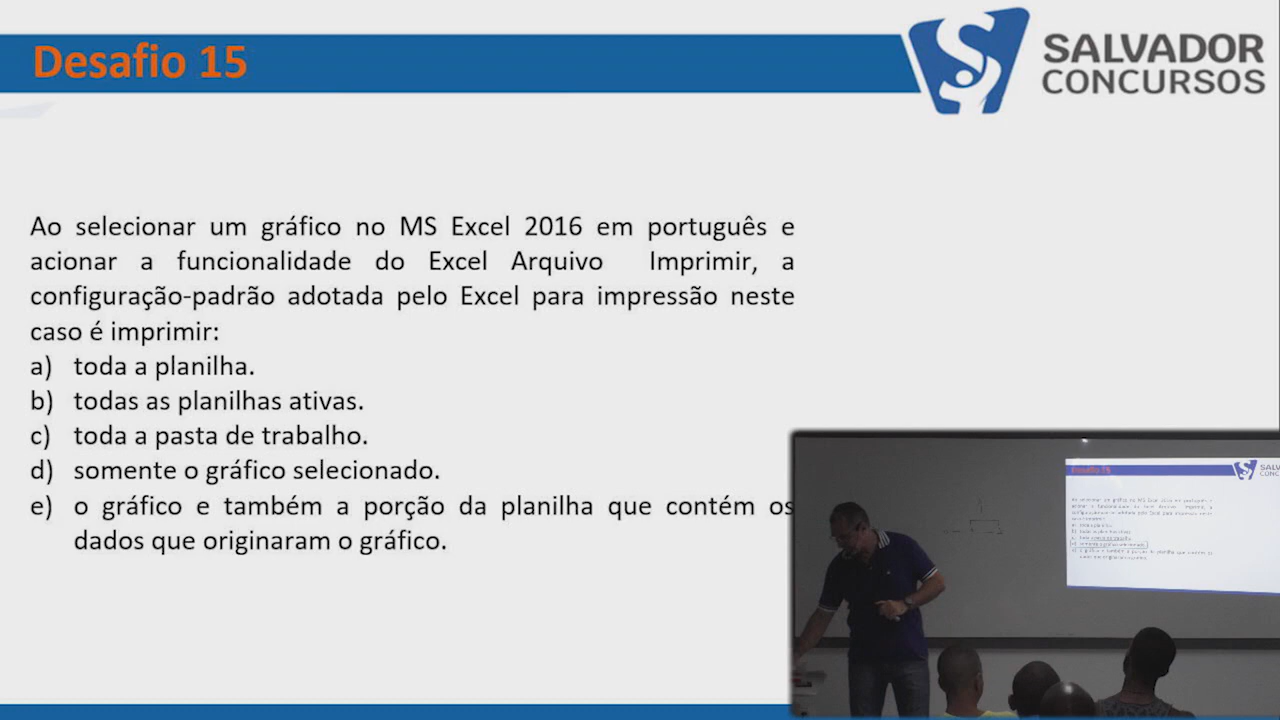 Desafio 15
SALVADOR
CONCURSOS
Ao selecionar um gráfico no MS Excel 2016 em português e
acionar a funcionalidade do Excel Arquivo Imprimir, a
configuração-padrão adotada pelo Excel para impressão neste
caso é imprimir:
a) toda a planilha.
b) todas as planilhas ativas.
c) toda a pasta de trabalho.
d) somente o gráfico selecionado.
e) o gráfico e também a porção da planilha que contém os
dados que originaram o gráfico.
Desafio 15